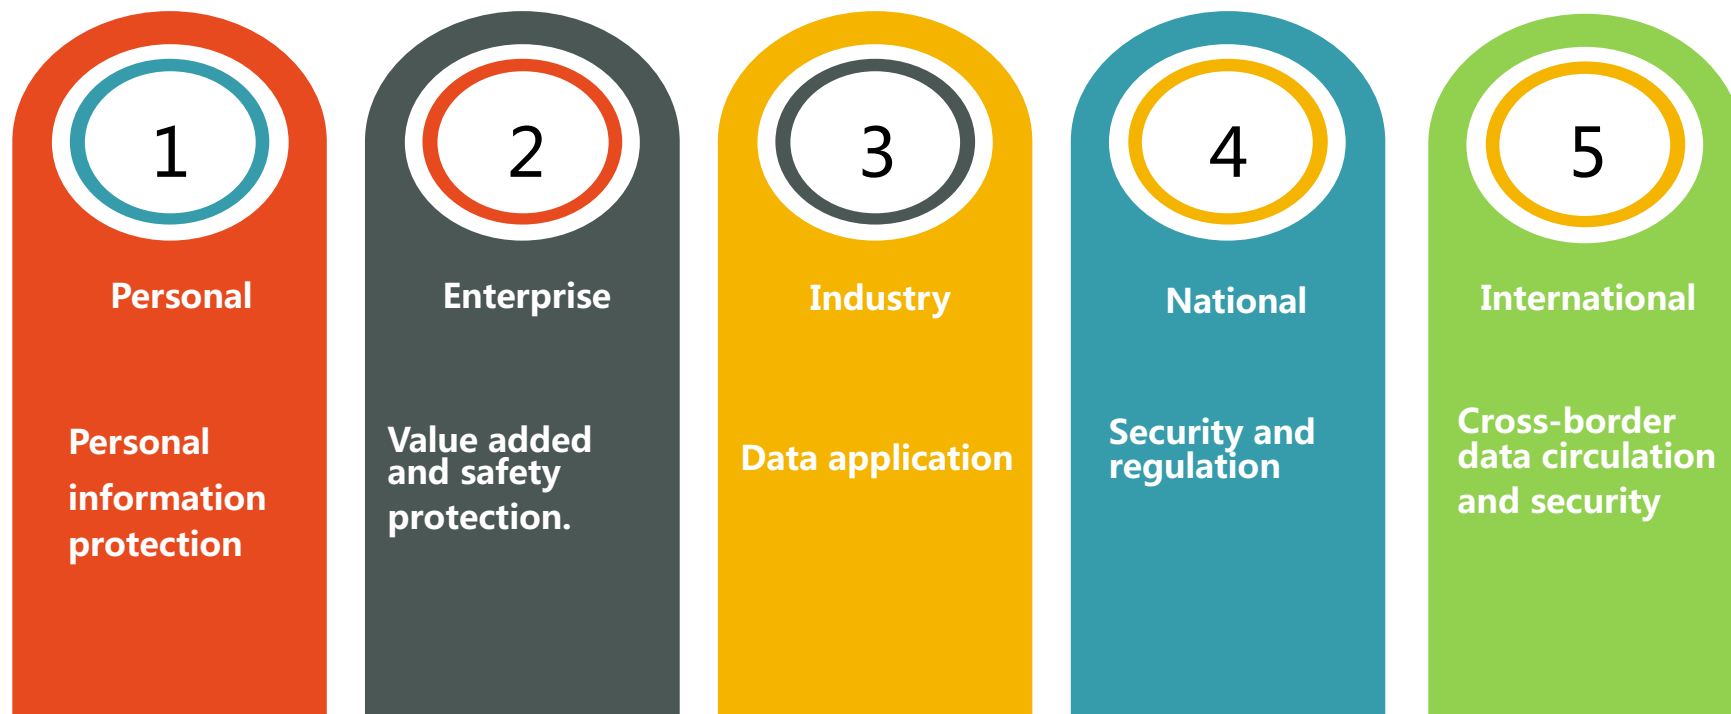 1
Personal
Personal
information
protection
2
Enterprise
Value added
and safety
protection.
3
Industry
Data application
4
National
Security and
regulation
5
International
Cross-border
data circulation
and security